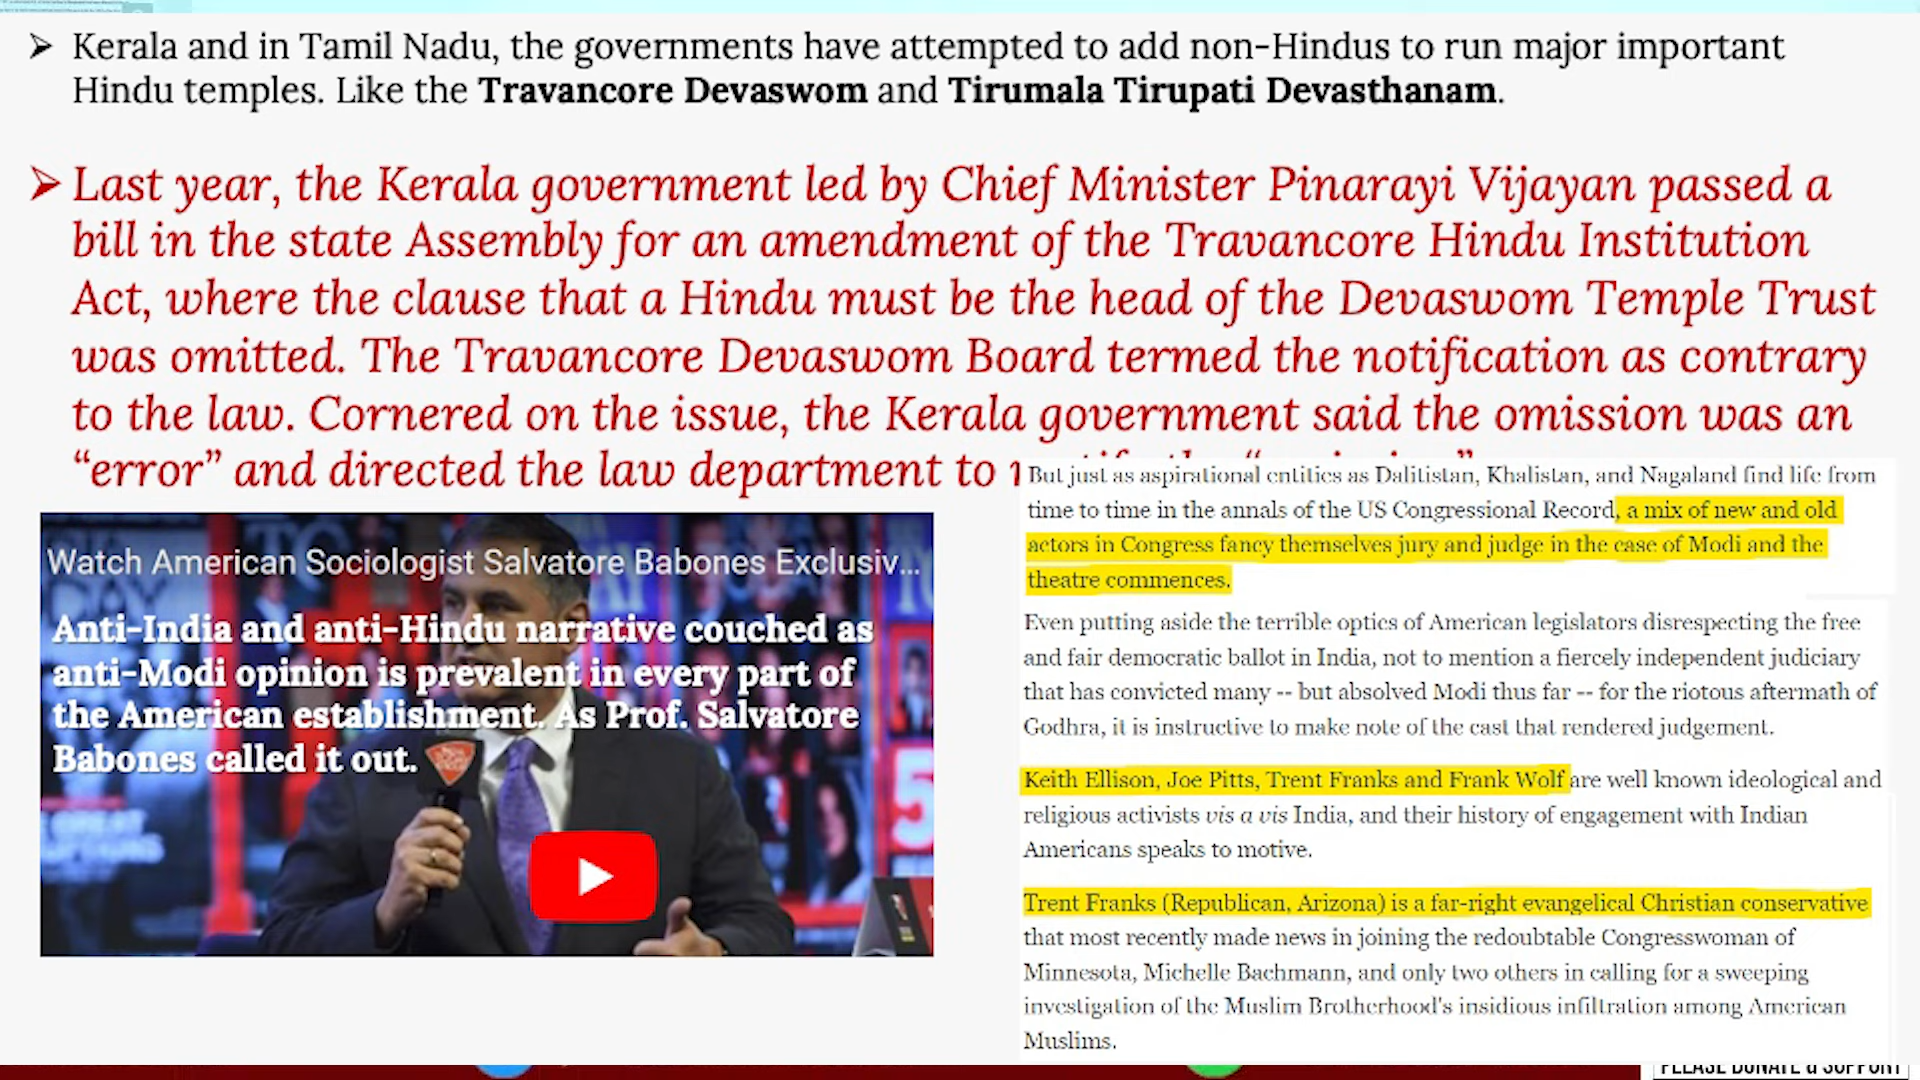 ➢ Kerala and in Tamil Nadu, the governments have attempted to add non-Hindus to run major important
Hindu temples. Like the Travancore Devaswom and Tirumala Tirupati Devasthanam.
➢ Last year, the Kerala government led by Chief Minister Pinarayi Vijayan passed a
bill in the state Assembly for an amendment of the Travancore Hindu Institution
Act, where the clause that a Hindu must be the head of the Devaswom Temple Trust
was omitted. The Travancore Devaswom Board termed the notification as contrary
to the law. Cornered on the issue, the Kerala government said the omission was an
“error” and directed the law department to
Watch American Sociologist Salvatore Babones Exclusiv...
Anti-India and anti-Hindu narrative couched as
anti-Modi opinion is prevalent in every part of
the American establishment. As Prof. Salvatore
Babones called it out.
But just as aspirational entities as Dalitistan, Khalistan, and Nagaland find life from
time to time in the annals of the US Congressional Record, a mix of new and old
actors in Congress fancy themselves jury and judge in the case of Modi and the
theatre commences.
Even putting aside the terrible optics of American legislators disrespecting the free
and fair democratic ballot in India, not to mention a fiercely independent judiciary
that has convicted many -- but absolved Modi thus far -- for the riotous aftermath of
Godhra, it is instructive to make note of the cast that rendered judgement.
Keith Ellison, Joe Pitts, Trent Franks and Frank Wolf are well known ideological and
religious activists vis a vis India, and their history of engagement with Indian
Americans speaks to motive.
Trent Franks (Republican, Arizona) is a far-right evangelical Christian conservative
that most recently made news in joining the redoubtable Congresswoman of
Minnesota, Michelle Bachmann, and only two others in calling for a sweeping
investigation of the Muslim Brotherhood's insidious infiltration among American
Muslims.
PLEASE DONATE & SUPPORT